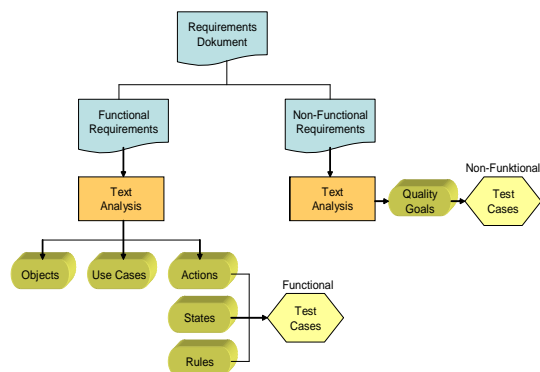 Requirements
Dokument
Functional
Requirements
Non-Functional
Requirements
Text
Analysis
Text
Analysis
Quality
Goals
Non-Funktional
Test
Cases
Objects
Use Cases
Actions
States
Rules
Functional
Test
Cases